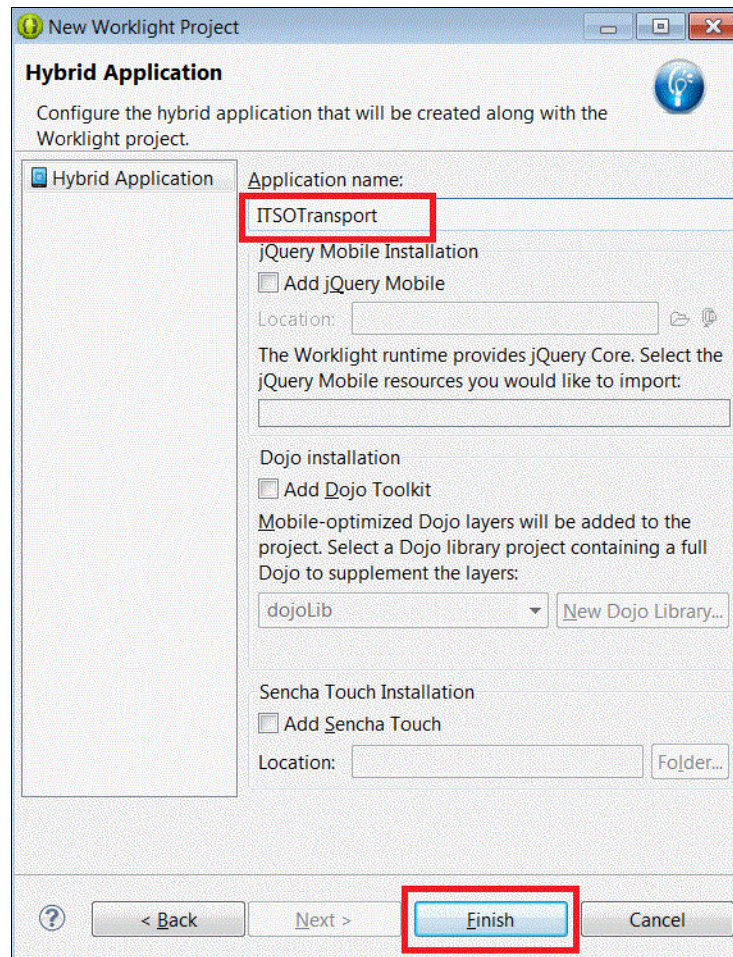 New Worklight Project
Hybrid Application
Configure the hybrid application that will be created along with the
Worklight project.
Hybrid Application
Application name:
ITSOTransport
jQuery Mobile Installation
Add jQuery Mobile
Location:
The Worklight runtime provides jQuery Core. Select the
jQuery Mobile resources you would like to import:
Dojo installation
Add Dojo Toolkit
Mobile-optimized Dojo layers will be added to the
project. Select a Dojo library project containing a full
Dojo to supplement the layers:
dojoLib
New Dojo Library...
Sencha Touch Installation
Add Sencha Touch
Location:
Folder...
? < Back Next > Finish Cancel